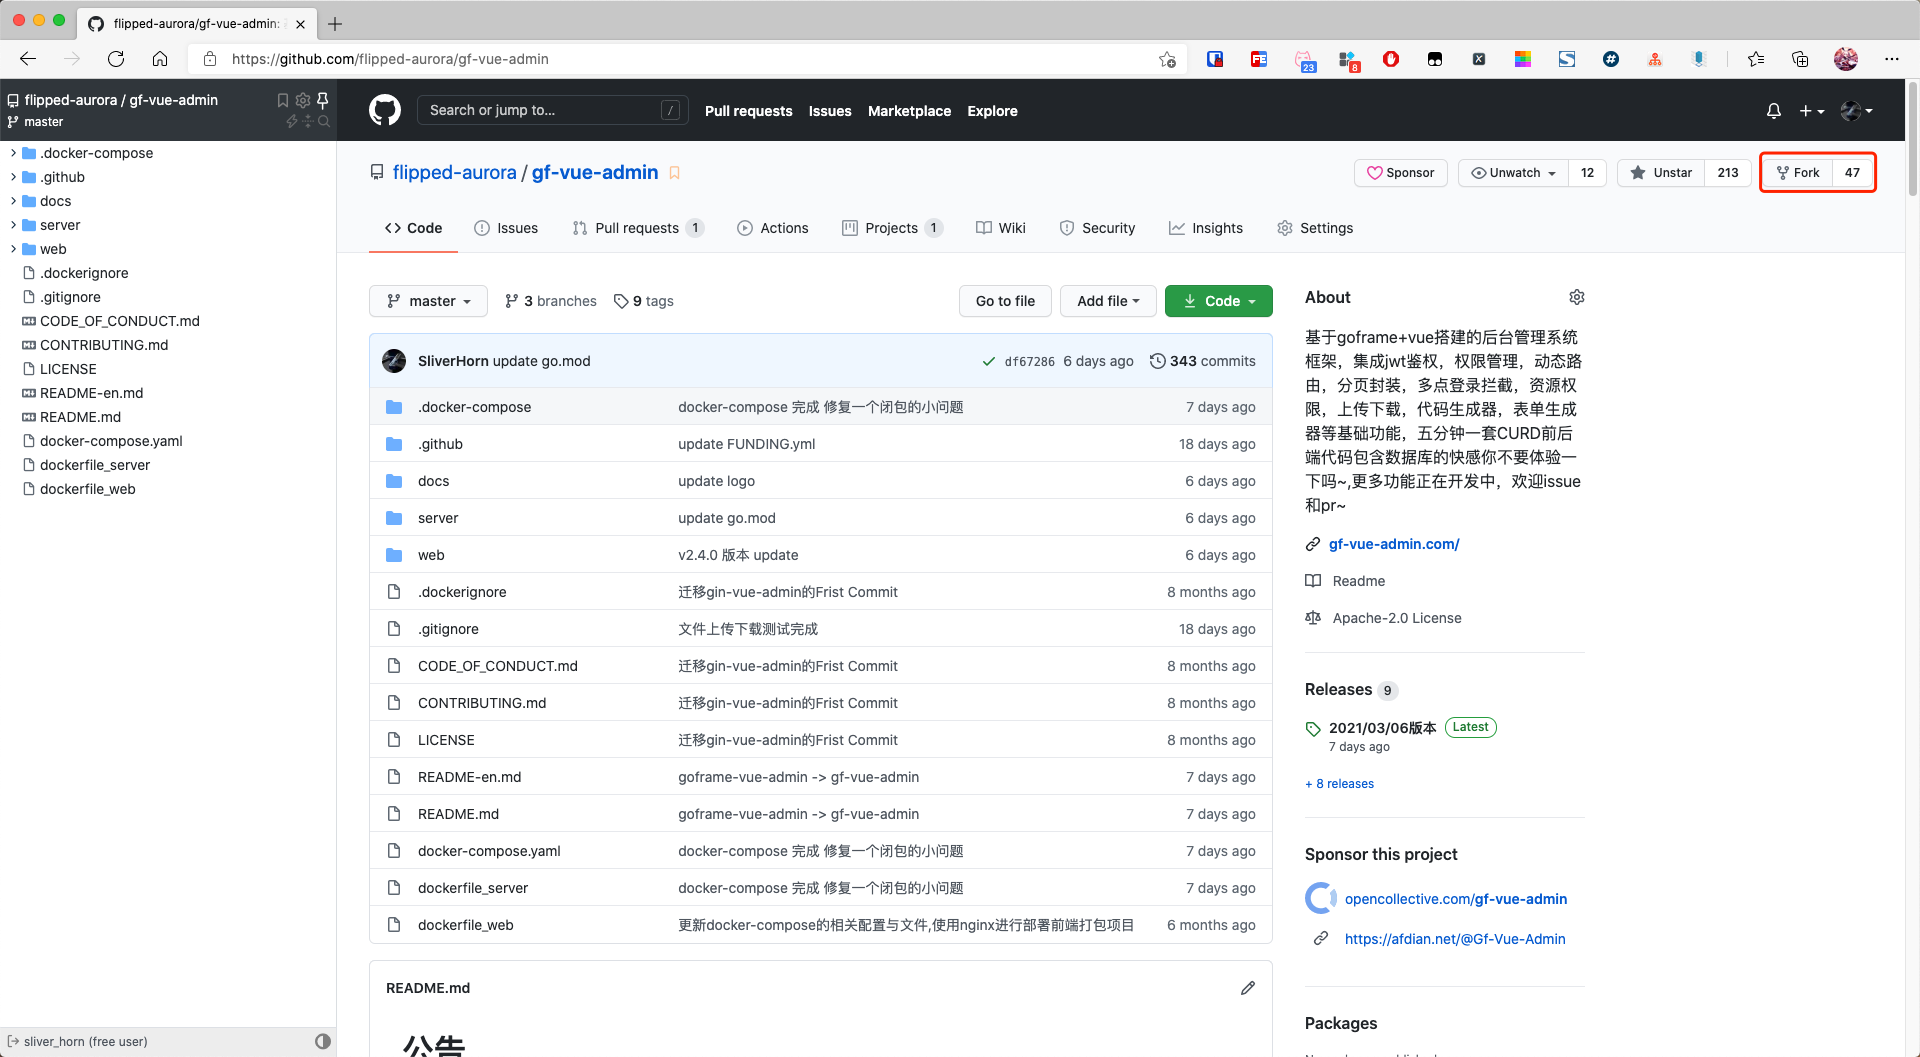 flipped-aurora/gf-vue-admin:
https://github.com/flipped-aurora/gf-vue-admin
23
8
flipped-aurora / gf-vue-admin
master
.docker-compose
.github
docs
server
web
.dockerignore
.gitignore
CODE_OF_CONDUCT.md
CONTRIBUTING.md
LICENSE
README-en.md
README.md
docker-compose.yaml
dockerfile_server
dockerfile_web
sliver_horn (free user)
Search or jump to... /
Pull requests Issues Marketplace Explore
flipped-aurora / gf-vue-admin
Sponsor Unwatch 12 Unstar 213 Fork 47
Code Issues Pull requests 1 Actions Projects 1 Wiki Security Insights Settings
master 3 branches 9 tags Go to file Add file Code
SliverHorn update go.mod df67286 6 days ago 343 commits
.docker-compose docker-compose 完成 修复一个闭包的小问题 7 days ago
.github update FUNDING.yml 18 days ago
docs update logo 6 days ago
server update go.mod 6 days ago
web v2.4.0 版本 update 6 days ago
.dockerignore 迁移gin-vue-admin的Frist Commit 8 months ago
.gitignore 文件上传下载测试完成 18 days ago
CODE_OF_CONDUCT.md 迁移gin-vue-admin的Frist Commit 8 months ago
CONTRIBUTING.md 迁移gin-vue-admin的Frist Commit 8 months ago
LICENSE 迁移gin-vue-admin的Frist Commit 8 months ago
README-en.md goframe-vue-admin -> gf-vue-admin 7 days ago
README.md goframe-vue-admin -> gf-vue-admin 7 days ago
docker-compose.yaml docker-compose 完成 修复一个闭包的小问题 7 days ago
dockerfile_server docker-compose 完成 修复一个闭包的小问题 7 days ago
dockerfile_web 更新docker-compose的相关配置与文件,使用nginx进行部署前端打包项目 6 months ago
README.md
公告
About
基于goframe+vue搭建的后台管理系统
框架，集成jwt鉴权，权限管理，动态路
由，分页封装，多点登录拦截，资源权
限，上传下载，代码生成器，表单生成
器等基础功能，五分钟一套CURD前后
端代码包含数据库的快感你不要体验一
下吗~,更多功能正在开发中，欢迎issue
和pr~
gf-vue-admin.com/
Readme
Apache-2.0 License
Releases 9
2021/03/06版本 Latest
7 days ago
+ 8 releases
Sponsor this project
opencollective.com/gf-vue-admin
https://afdian.net/@Gf-Vue-Admin
Packages